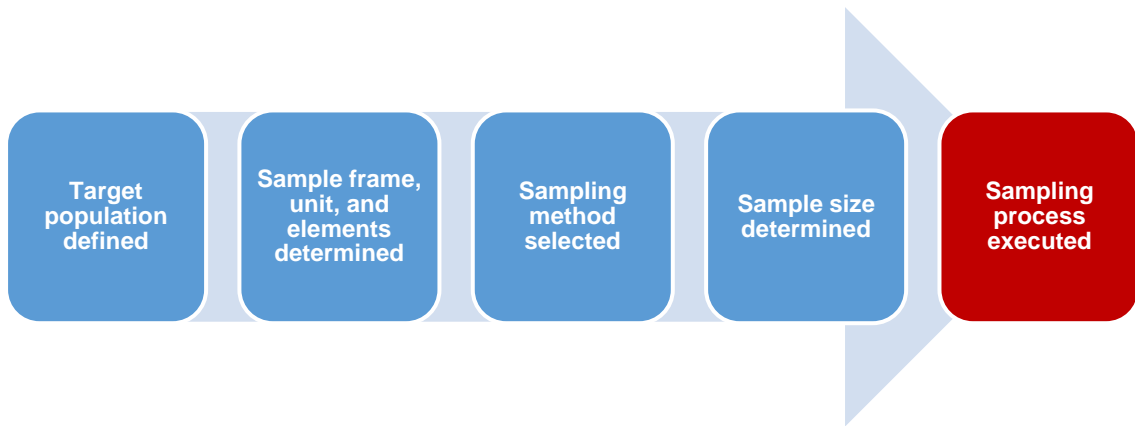 Target
population
defined
Sample frame,
unit, and
elements
determined
Sampling
method
selected
Sample size
determined
Sampling
process
executed